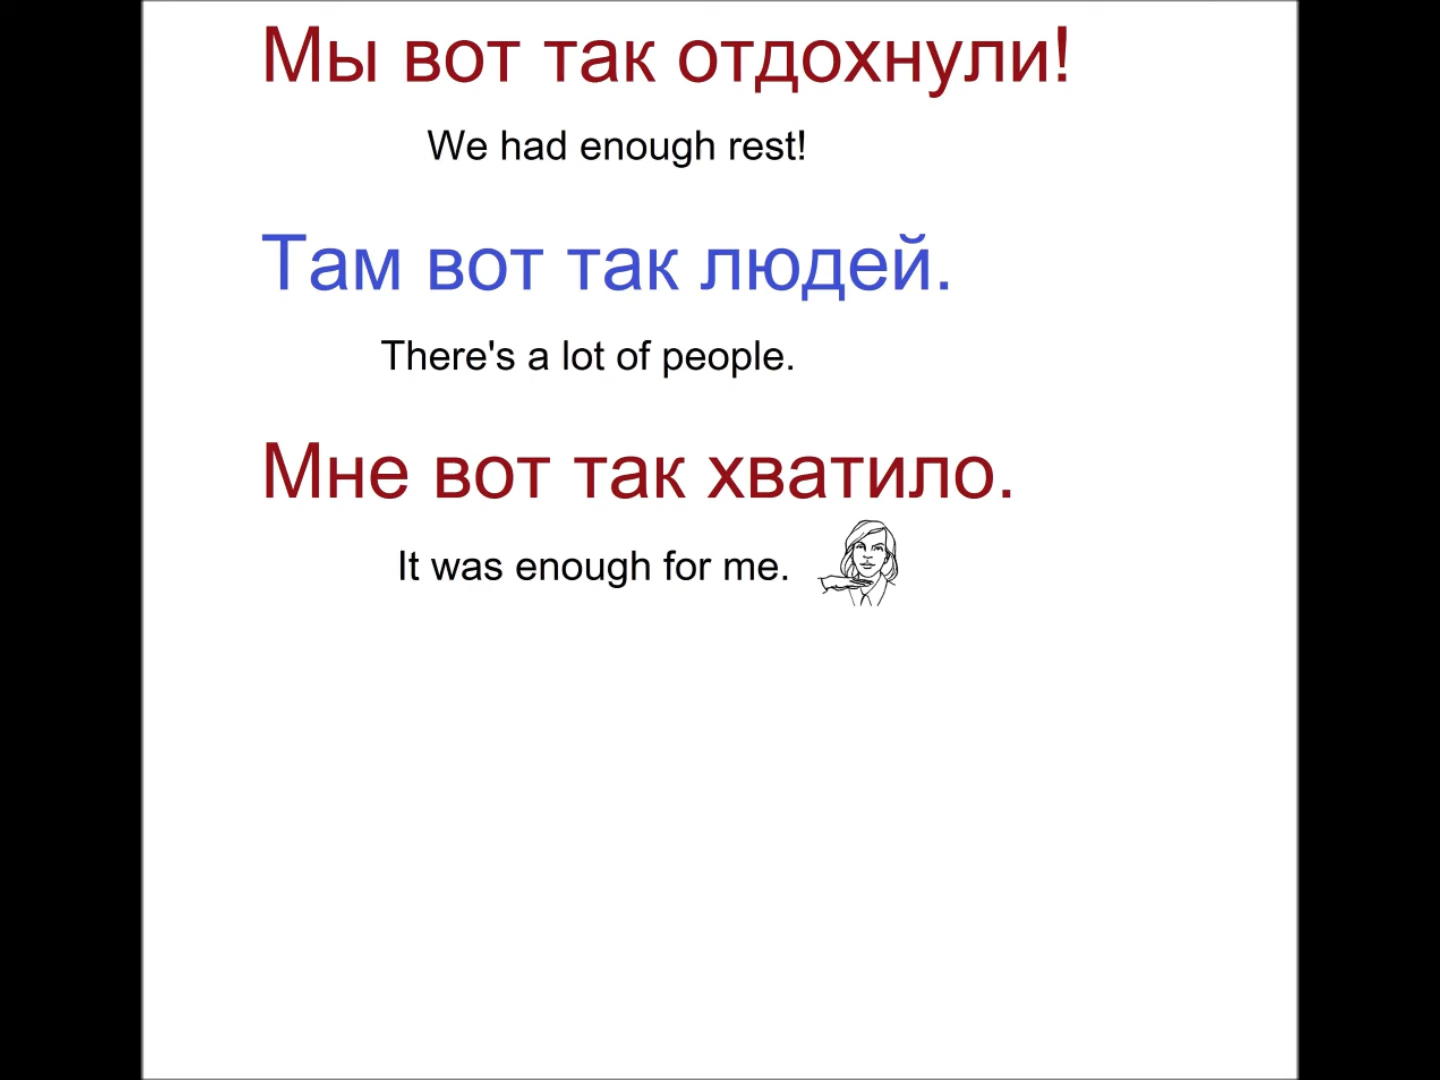 Мы вот так отдохнули!
We had enough rest!
Там вот так людей.
There's a lot of people.
Мне вот так хватило.
It was enough for me.